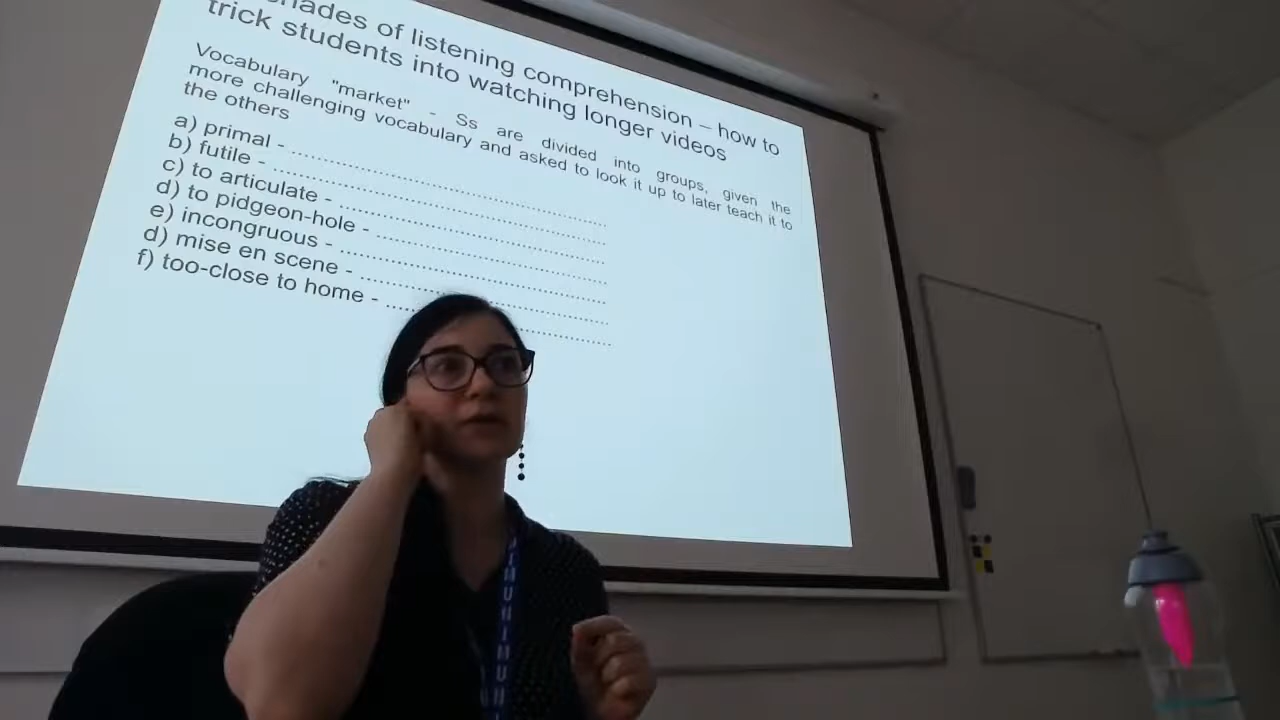 hades of listening comprehension – how to
trick students into watching longer videos
Vocabulary "market" - Ss are divided into groups, given the
more challenging vocabulary and asked to look it up to later teach it to
the others
a) primal - ................................................
b) futile - ................................................
c) to articulate - ................................................
d) to pidgeon-hole - ................................................
e) incongruous - ................................................
d) mise en scene - ................................................
f) too-close to home - ................................................